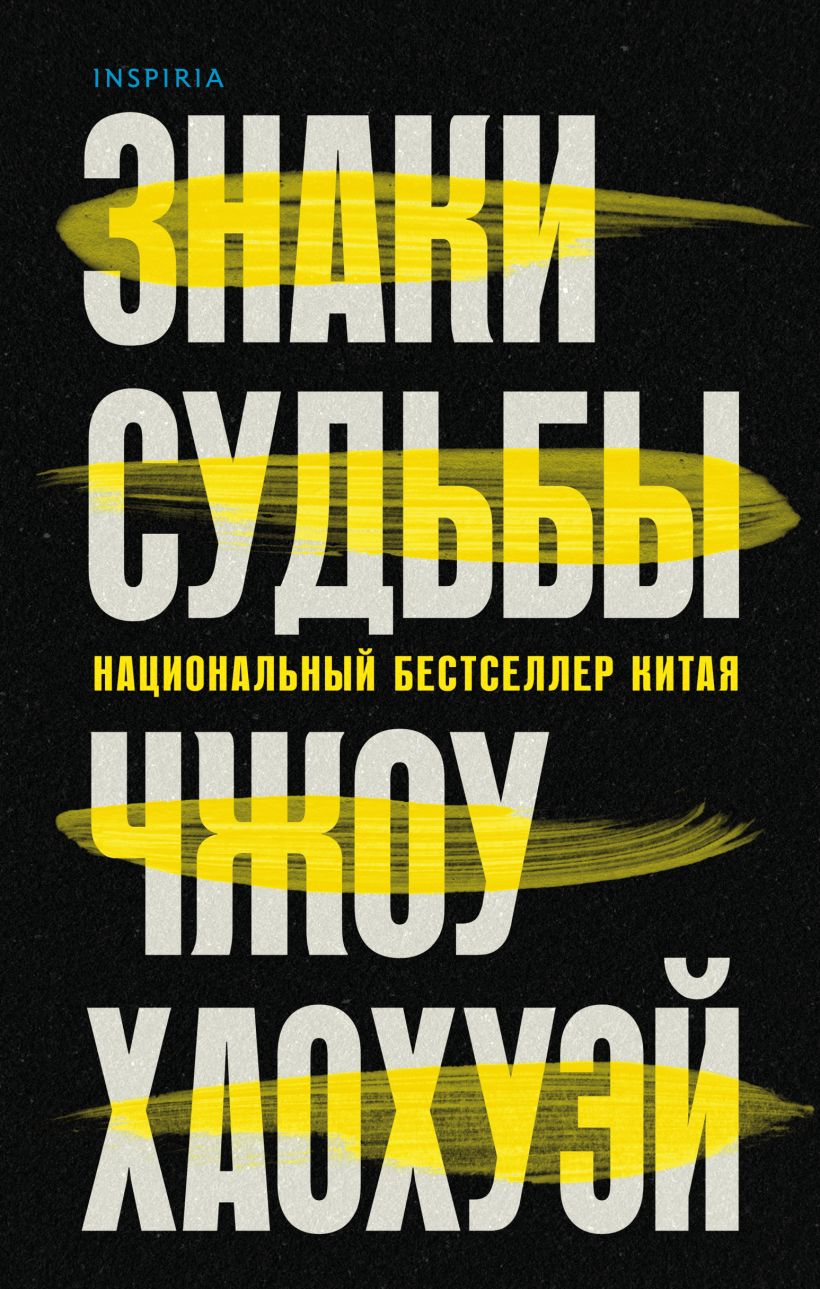 INSPIRIA
ЗНАКИ
СУДЬБЫ
НАЦИОНАЛЬНЫЙ БЕСТСЕЛЛЕР КИТАЯ
ЧЖОУ
ХАОХУЭЙ